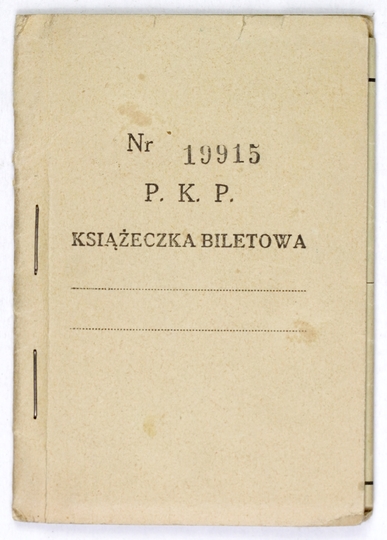 Nr 19915
P. K. P.
KSIĄŻECZKA BILETOWA